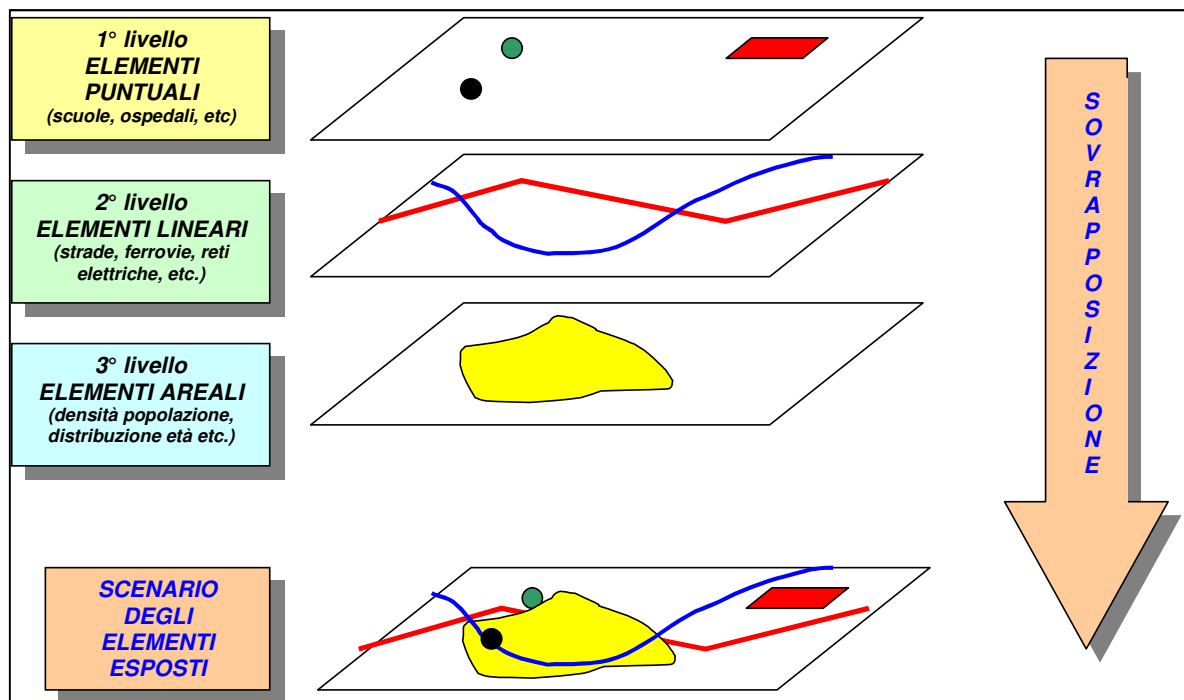 1° livello
ELEMENTI
PUNTUALI
(scuole, ospedali, etc)
2° livello
ELEMENTI LINEARI
(strade, ferrovie, reti
elettriche, etc.)
3° livello
ELEMENTI AREALI
(densità popolazione,
distribuzione età etc.)
SCENARIO
DEGLI
ELEMENTI
ESPOSTI
SOVRAPPOSIZIONE